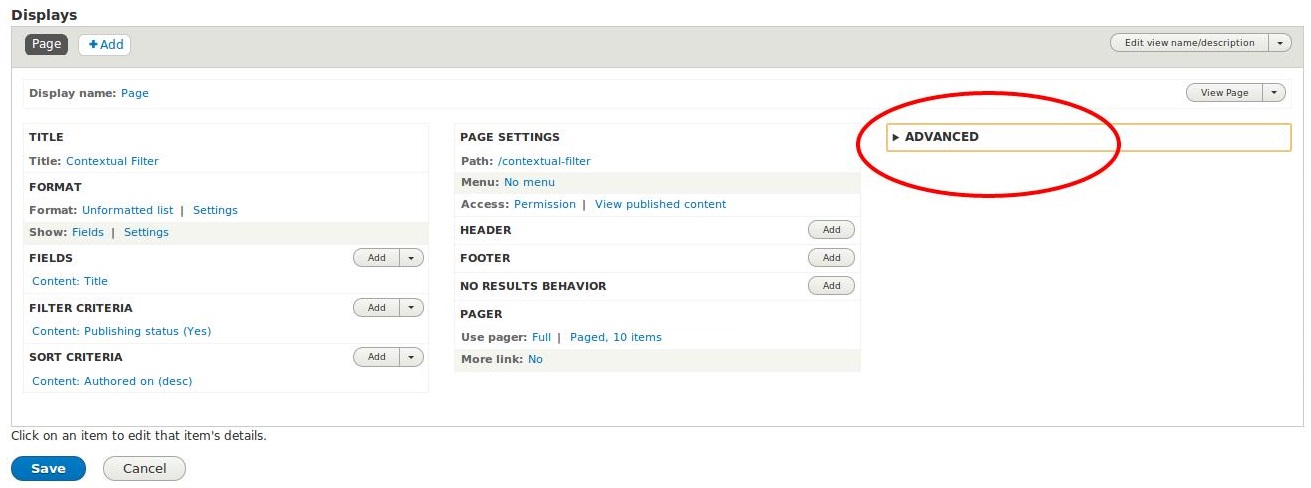 Displays
Page
+Add
Edit view name/description
Display name: Page
View Page
TITLE
Title: Contextual Filter
FORMAT
Format: Unformatted list | Settings
Show: Fields | Settings
FIELDS
Add
Content: Title
FILTER CRITERIA
Add
Content: Publishing status (Yes)
SORT CRITERIA
Add
Content: Authored on (desc)
PAGE SETTINGS
Path: /contextual-filter
Menu: No menu
Access: Permission | View published content
HEADER
Add
FOOTER
Add
NO RESULTS BEHAVIOR
Add
PAGER
Use pager: Full | Paged, 10 items
More link: No
ADVANCED
Click on an item to edit that item's details.
Save
Cancel